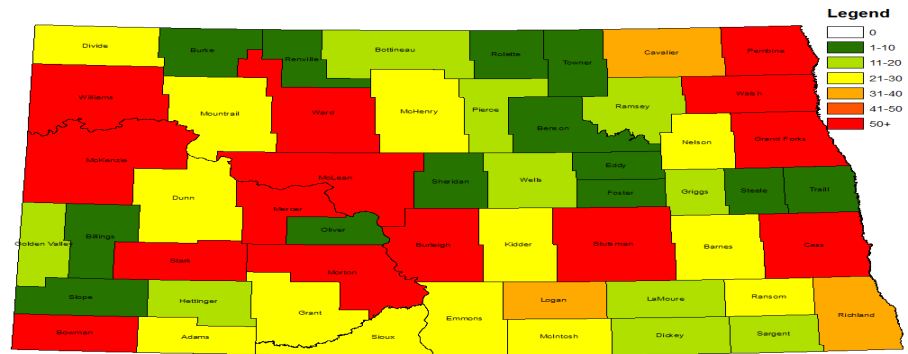 Legend
0
1-10
11-20
21-30
31-40
41-50
50+
Divide
Burke
Renville
Bottineau
Rolette
Towner
Cavalier
Pembina
Williams
Mountrail
Ward
McHenry
Pierce
Benson
Ramsey
Walsh
Nelson
Grand Forks
McKenzie
Dunn
McLean
Sheridan
Wells
Eddy
Foster
Griggs
Steele
Traill
Mercer
Oliver
Golden Valley
Billings
Stark
Morton
Burleigh
Kidder
Stutsman
Barnes
Cass
Slope
Hettinger
Grant
Emmons
Logan
LaMoure
Ransom
Richland
Bowman
Adams
Sioux
McIntosh
Dickey
Sargent